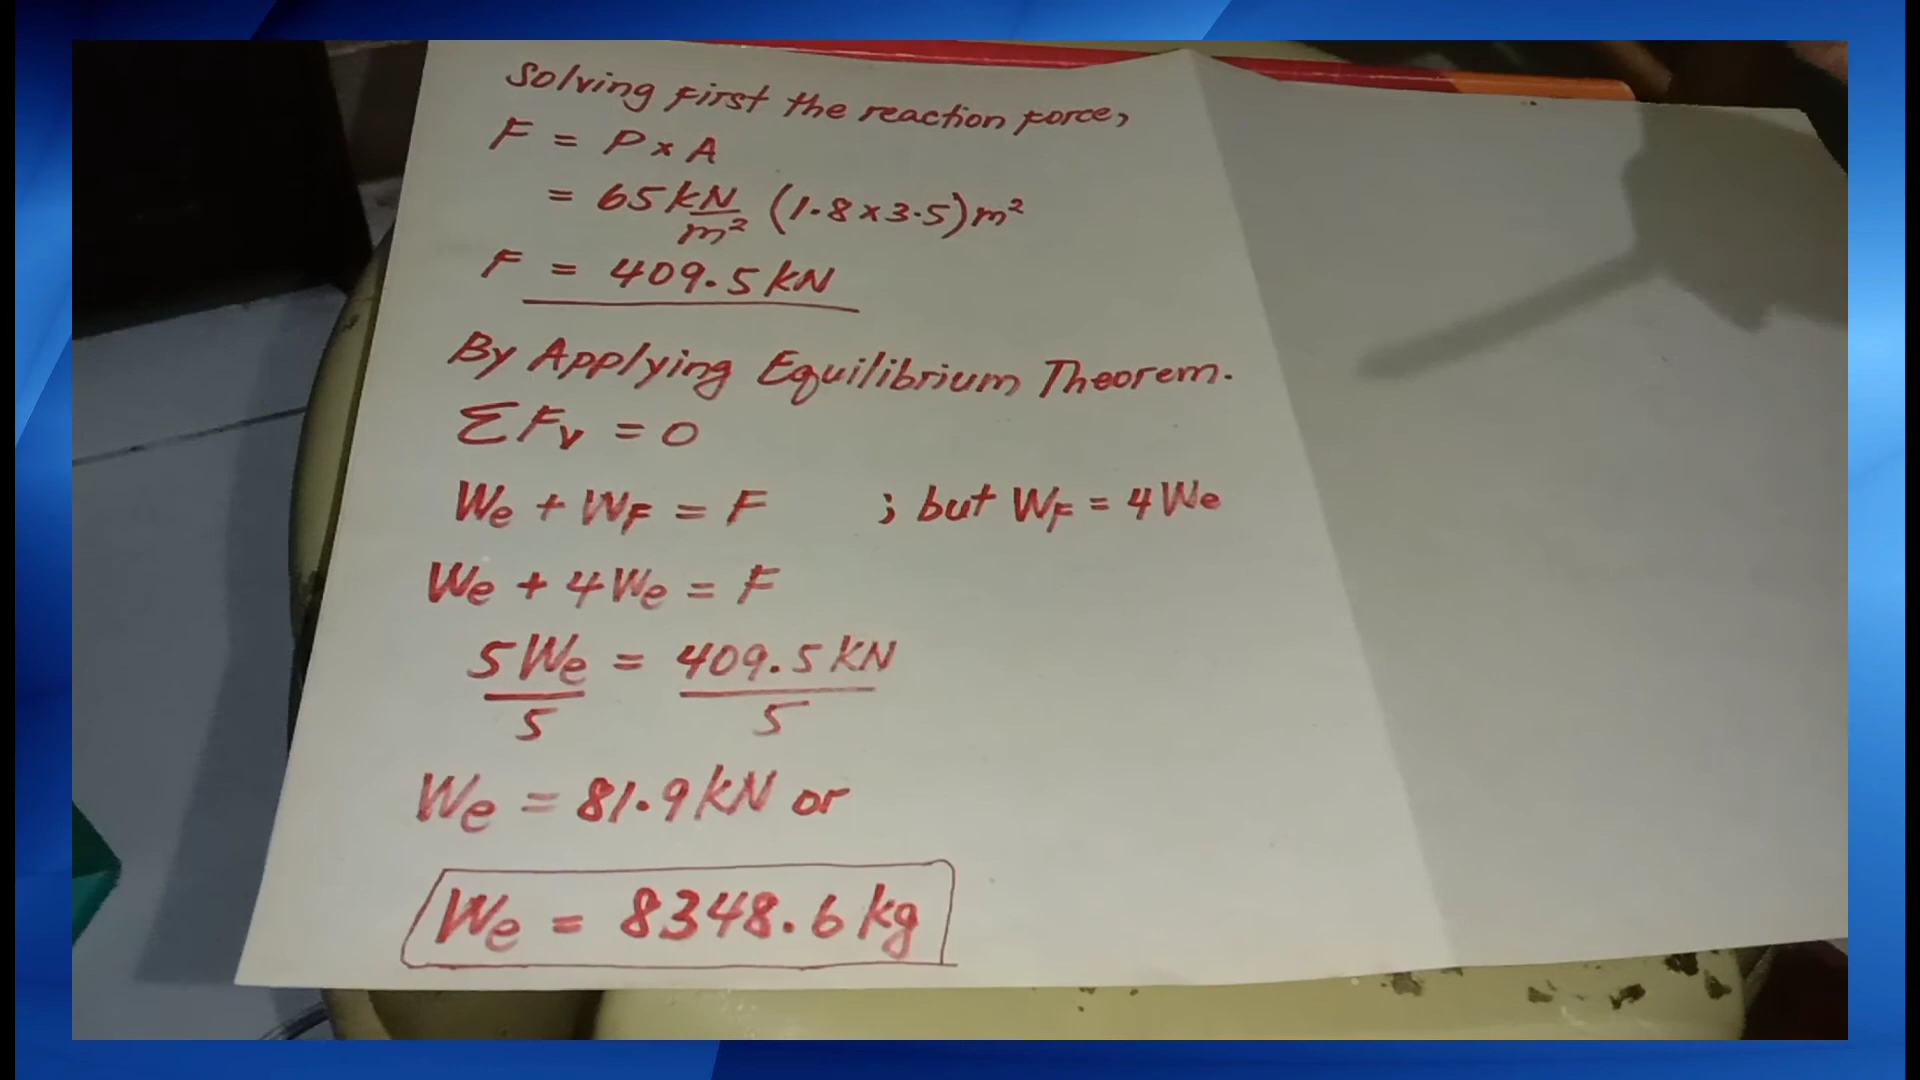 Solving first the reaction force,
F = P x A
= 65 kN/m² (1.8 x 3.5) m²
F = 409.5 kN
By Applying Equilibrium Theorem.
ΣFv = 0
We + WF = F ; but WF = 4We
We + 4We = F
5We/5 = 409.5 kN/5
We = 81.9 kN or
We = 8348.6 kg